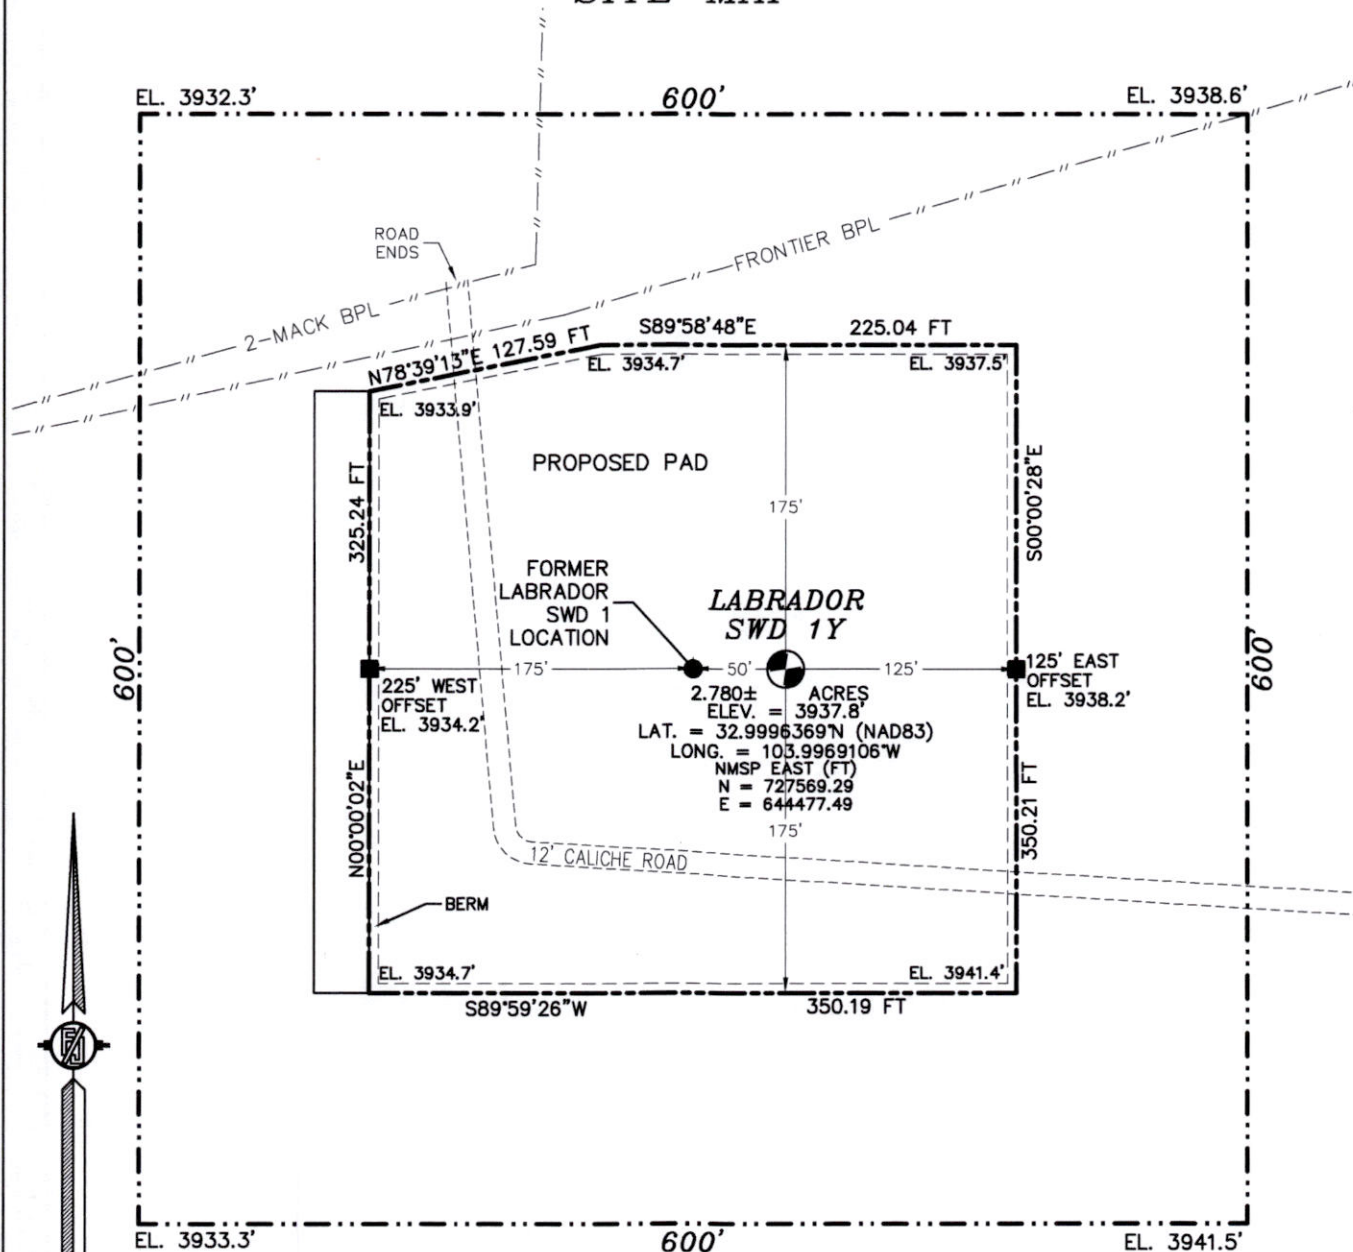 SITE MAP
EL. 3932.3'
600'
EL. 3938.6'
ROAD
ENDS
2-MACK BPL
FRONTIER BPL
N78°39'13"E 127.59 FT
S89°58'48"E
225.04 FT
EL. 3933.9'
EL. 3934.7'
EL. 3937.5'
PROPOSED PAD
325.24 FT
175'
S00°00'28"E
FORMER
LABRADOR
SWD 1
LOCATION
LABRADOR
SWD 1Y
600'
175'
50'
125'
600'
225' WEST
OFFSET
EL. 3934.2'
125' EAST
OFFSET
EL. 3938.2'
2.780± ACRES
ELEV. = 3937.8'
LAT. = 32.9996369°N (NAD83)
LONG. = 103.9969106°W
NMSP EAST (FT)
N = 727569.29
E = 644477.49
N00°00'02"E
175'
350.21 FT
12' CALICHE ROAD
BERM
EL. 3934.7'
EL. 3941.4'
S89°59'26"W
350.19 FT
EL. 3933.3'
600'
EL. 3941.5'